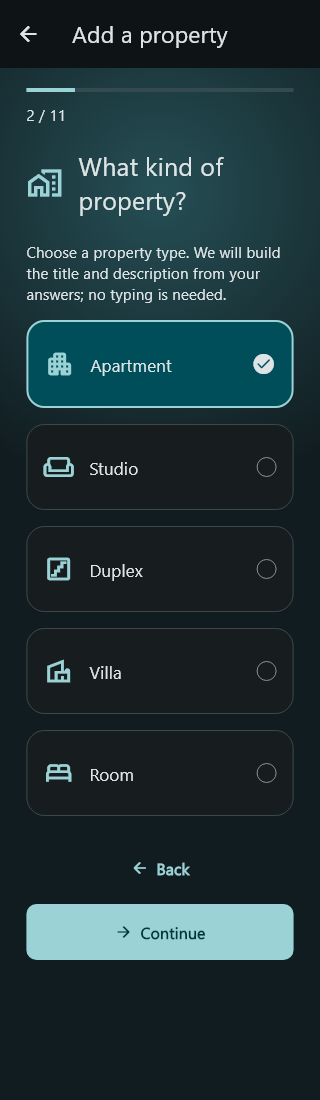 Add a property
2 / 11
What kind of
property?
Choose a property type. We will build
the title and description from your
answers; no typing is needed.
Apartment
Studio
Duplex
Villa
Room
Back
Continue